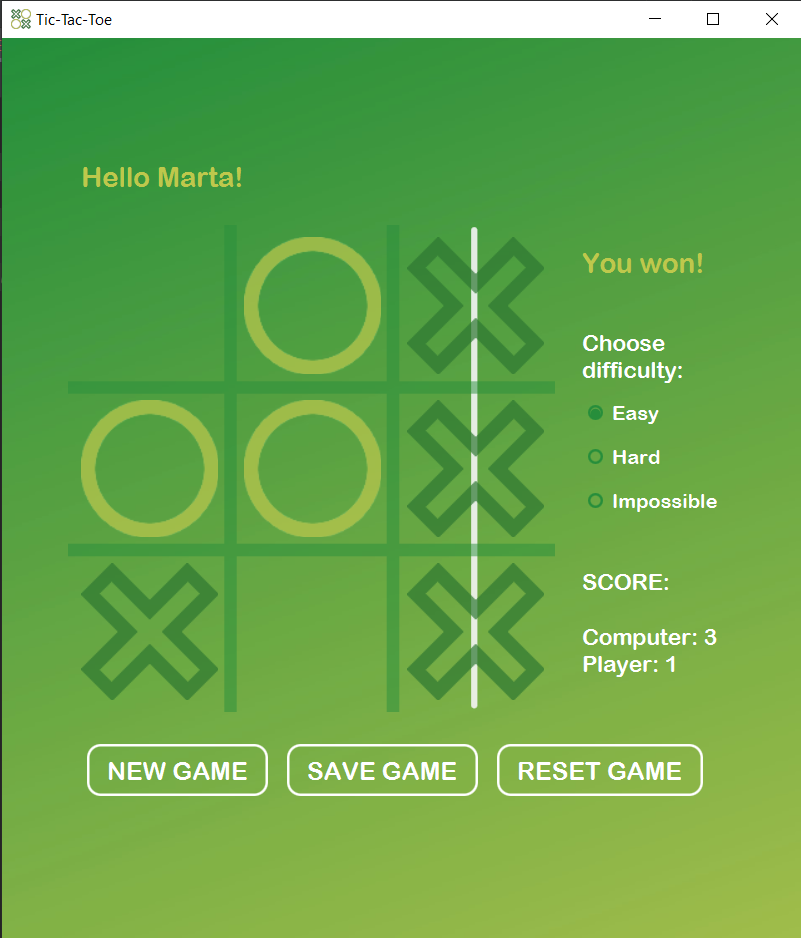 Tic-Tac-Toe
Hello Marta!
You won!
Choose
difficulty:
Easy
Hard
Impossible
SCORE:
Computer: 3
Player: 1
NEW GAME
SAVE GAME
RESET GAME